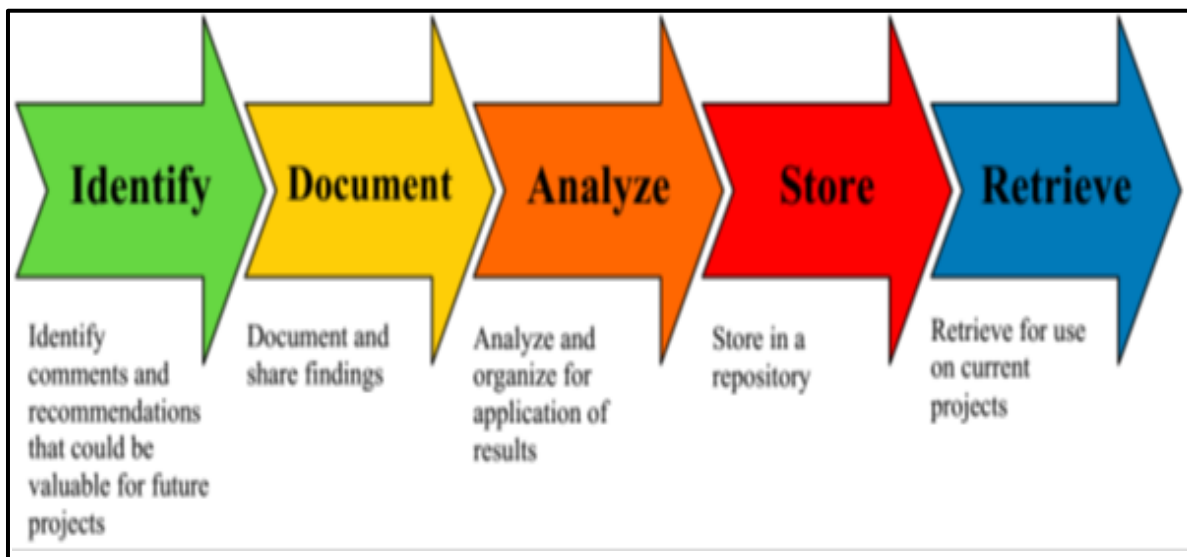 Identify
Document
Analyze
Store
Retrieve
Identify
comments and
recommendations
that could be
valuable for future
projects
Document and
share findings
Analyze and
organize for
application of
results
Store in a
repository
Retrieve for use
on current
projects